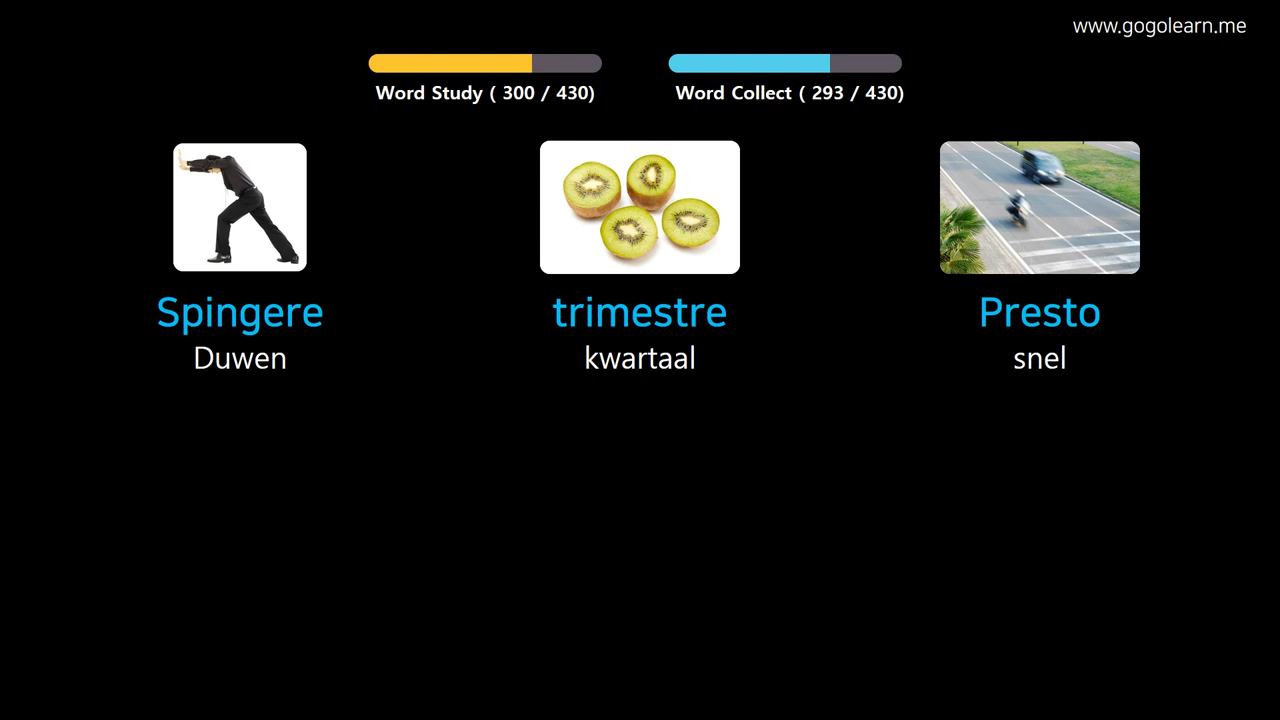 www.gogolearn.me
Word Study ( 300 / 430)
Word Collect ( 293 / 430)
Spingere
Duwen
trimestre
kwartaal
Presto
snel